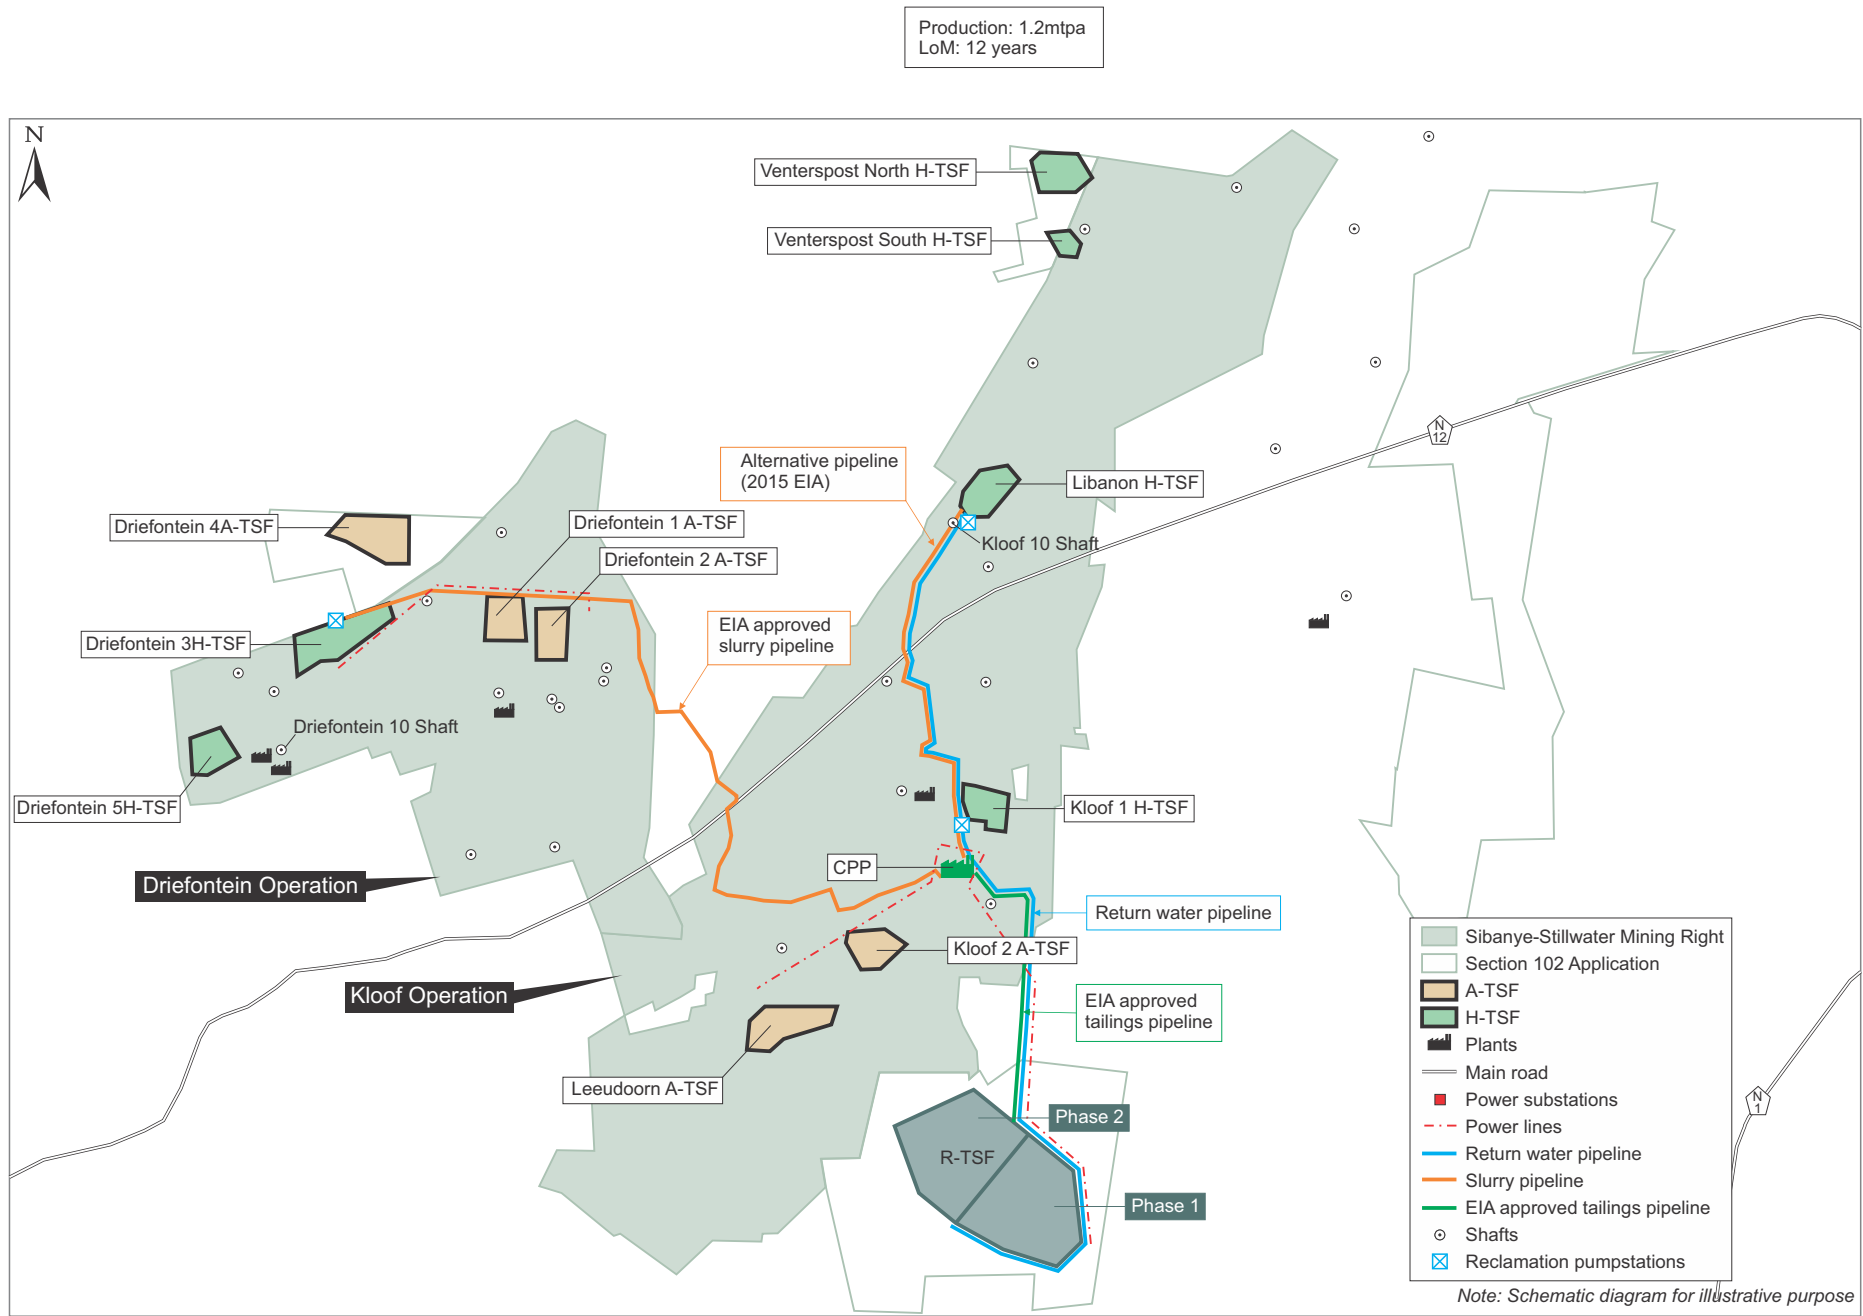 Production: 1.2mtpa
LoM: 12 years
N
Venterspost North H-TSF
Venterspost South H-TSF
N
12
Alternative pipeline
(2015 EIA)
Libanon H-TSF
Driefontein 4A-TSF
Driefontein 1 A-TSF
Kloof 10 Shaft
Driefontein 2 A-TSF
EIA approved
slurry pipeline
Driefontein 3H-TSF
Driefontein 10 Shaft
Driefontein 5H-TSF
Kloof 1 H-TSF
CPP
Driefontein Operation
Return water pipeline
Kloof 2 A-TSF
Kloof Operation
EIA approved
tailings pipeline
Leeudoorn A-TSF
Phase 2
R-TSF
Phase 1
N
1
Sibanye-Stillwater Mining Right
Section 102 Application
A-TSF
H-TSF
Plants
Main road
Power substations
Power lines
Return water pipeline
Slurry pipeline
EIA approved tailings pipeline
Shafts
Reclamation pumpstations
Note: Schematic diagram for illustrative purpose